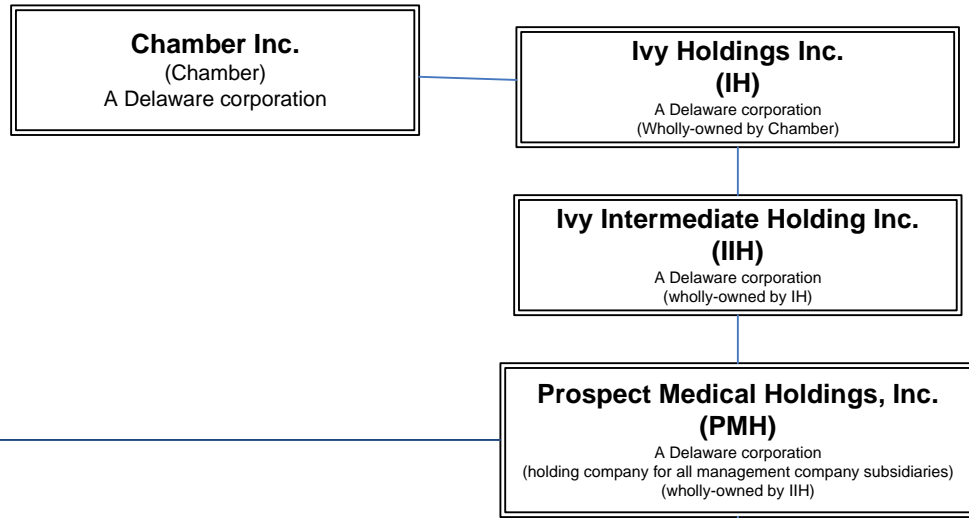 Chamber Inc.
(Chamber)
A Delaware corporation
Ivy Holdings Inc.
(IH)
A Delaware corporation
(Wholly-owned by Chamber)
Ivy Intermediate Holding Inc.
(IIH)
A Delaware corporation
(wholly-owned by IH)
Prospect Medical Holdings, Inc.
(PMH)
A Delaware corporation
(holding company for all management company subsidiaries)
(wholly-owned by IIH)